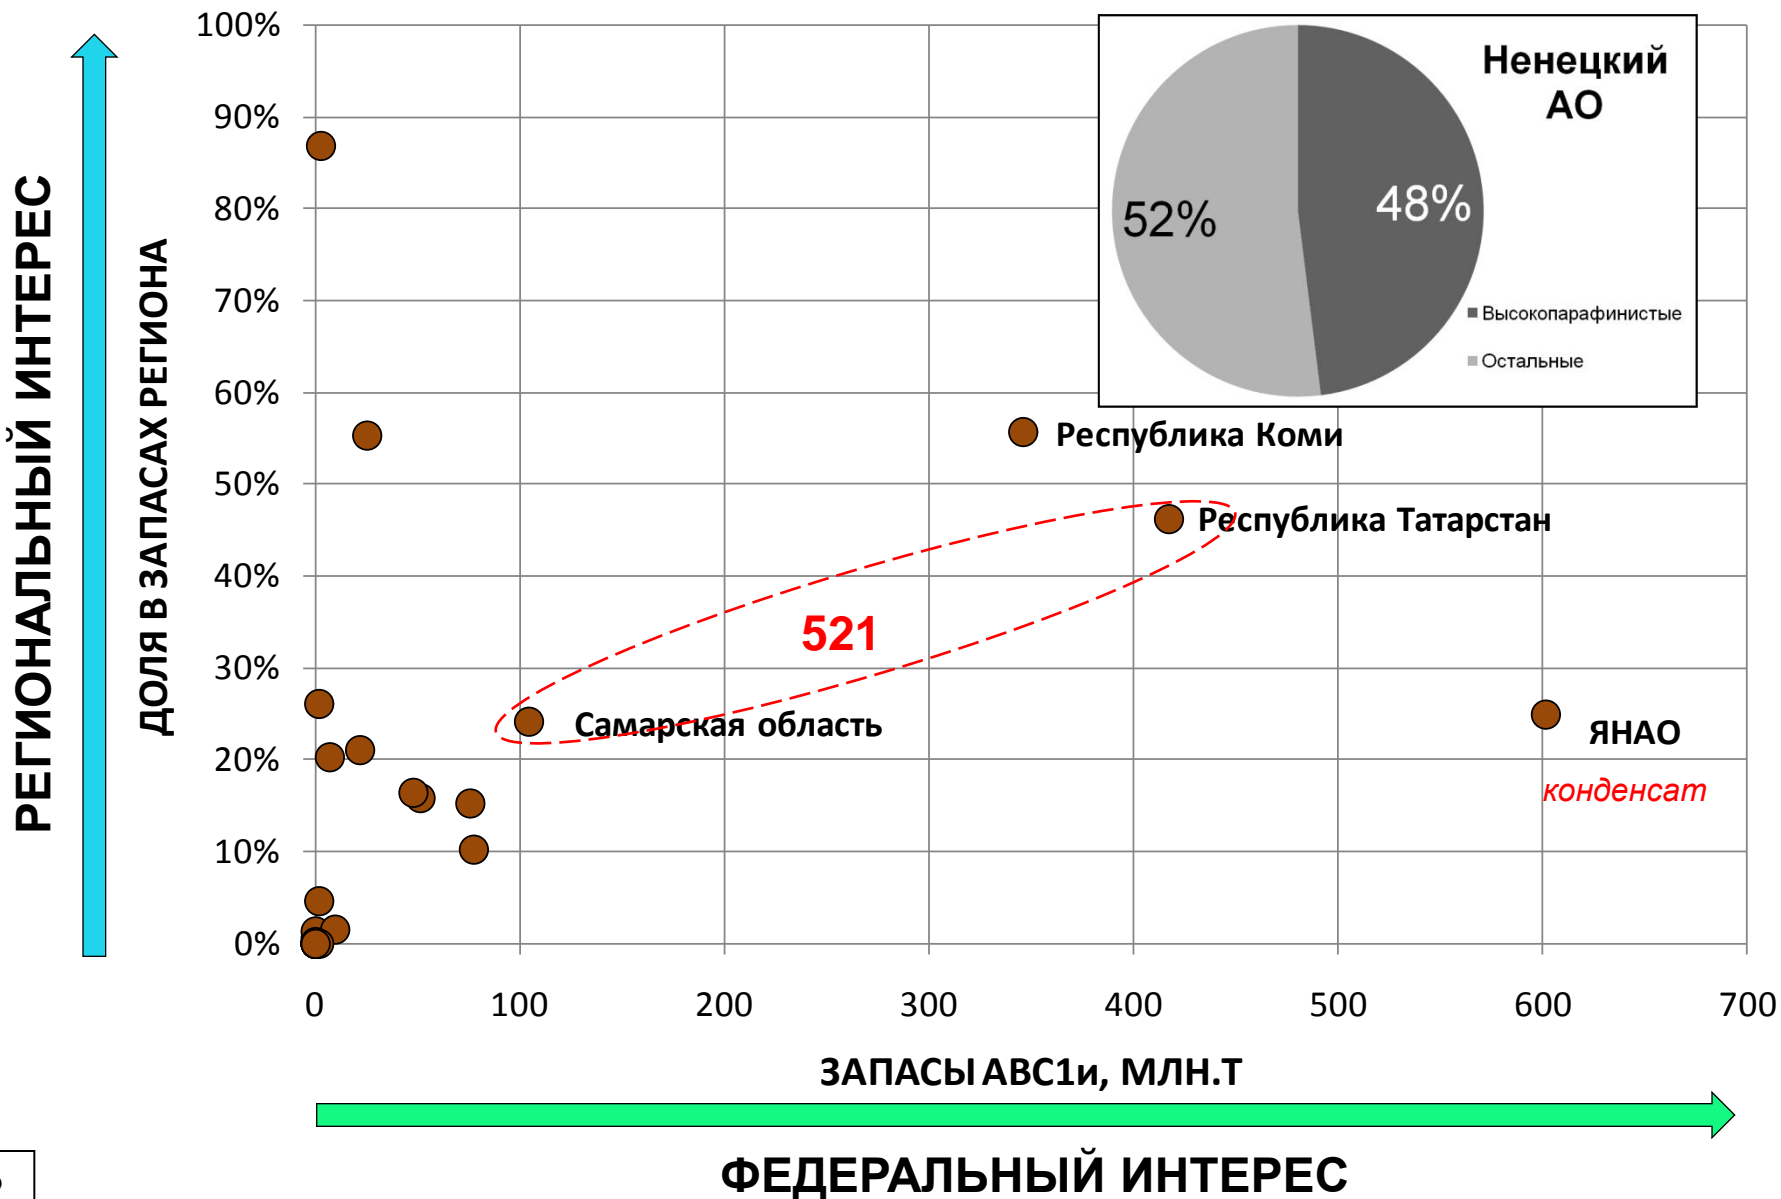 РЕГИОНАЛЬНЫЙ ИНТЕРЕС
ДОЛЯ В ЗАПАСАХ РЕГИОНА
100%
90%
80%
70%
60%
50%
40%
30%
20%
10%
0%
Ненецкий
АО
52%
48%
Высокопарафинистые
Остальные
Республика Коми
Республика Татарстан
521
Самарская область
ЯНАО
конденсат
0 100 200 300 400 500 600 700
ЗАПАСЫ АВС1и, МЛН.Т
ФЕДЕРАЛЬНЫЙ ИНТЕРЕС